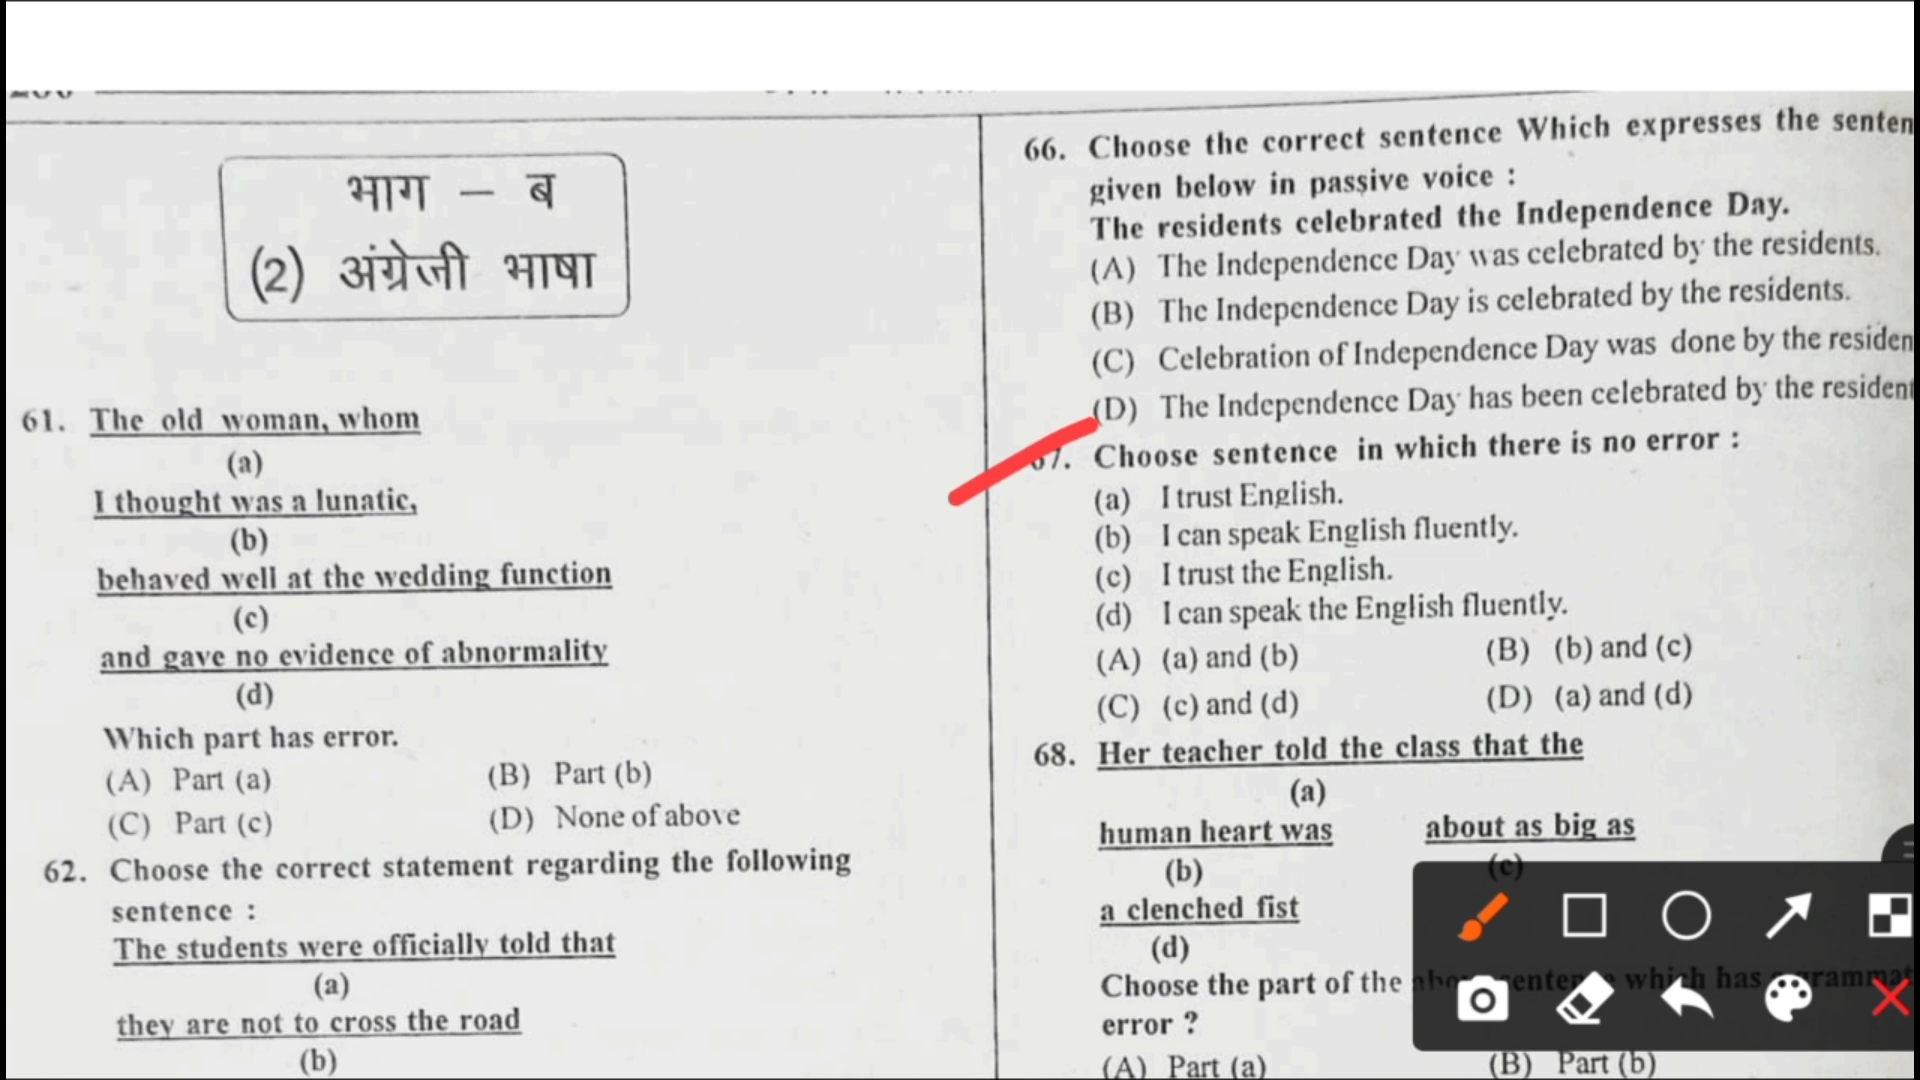 भाग – ब
(2) अंग्रेजी भाषा
61. The old woman, whom
(a)
I thought was a lunatic,
(b)
behaved well at the wedding function
(c)
and gave no evidence of abnormality
(d)
Which part has error.
(A) Part (a) (B) Part (b)
(C) Part (c) (D) None of above
62. Choose the correct statement regarding the following
sentence :
The students were officially told that
(a)
they are not to cross the road
(b)
66. Choose the correct sentence Which expresses the
given below in passive voice :
The residents celebrated the Independence Day.
(A) The Independence Day was celebrated by the residents.
(B) The Independence Day is celebrated by the residents.
(C) Celebration of Independence Day was done by the
(D) The Independence Day has been celebrated by the
67. Choose sentence in which there is no error :
(a) I trust English.
(b) I can speak English fluently.
(c) I trust the English.
(d) I can speak the English fluently.
(A) (a) and (b) (B) (b) and (c)
(C) (c) and (d) (D) (a) and (d)
68. Her teacher told the class that the
(a)
human heart was about as big as
(b) (c)
a clenched fist
(d)
Choose the part of the above sentence which has a
error ?
(A) Part (a) (B) Part (b)